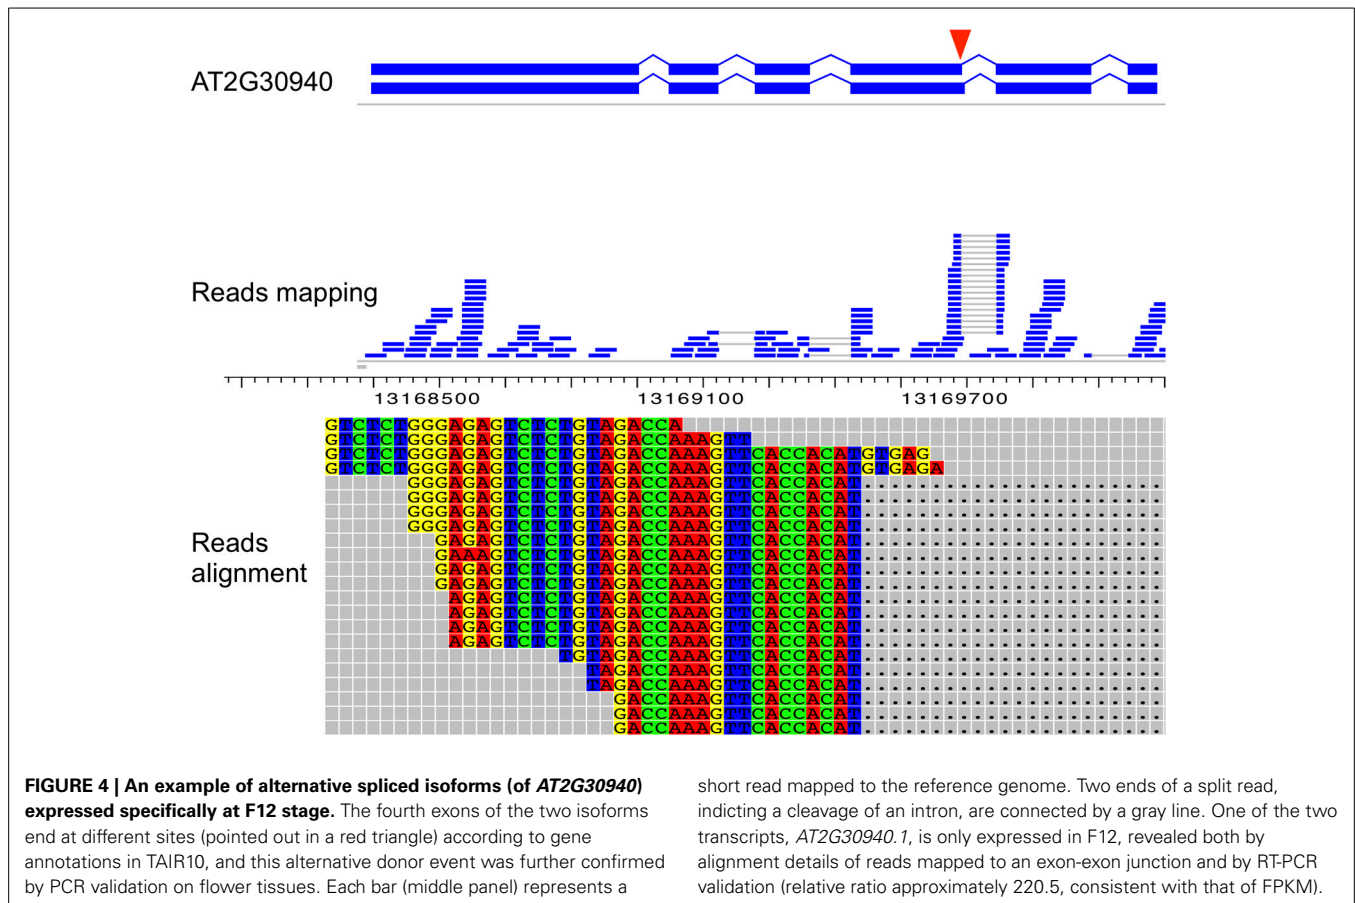 AT2G30940
Reads mapping
13168500 13169100 13169700
Reads alignment
GTCTCTGGGAGAGTCTCTGTAGACCA
GTCTCTGGGAGAGTCTCTGTAGACCAAAGTT
GTCTCTGGGAGAGTCTCTGTAGACCAAAGTTCACCACATGTGAG
GTCTCTGGGAGAGTCTCTGTAGACCAAAGTTCACCACATGTGAGA
GGGAGAGTCTCTGTAGACCAAAGTTCACCACAT......................
GGGAGAGTCTCTGTAGACCAAAGTTCACCACAT......................
GGGAGAGTCTCTGTAGACCAAAGTTCACCACAT......................
GGGAGAGTCTCTGTAGACCAAAGTTCACCACAT......................
GAGAGTCTCTGTAGACCAAAGTTCACCACAT......................
GAAAGTCTCTGTAGACCAAAGTTCACCACAT......................
GAGAGTCTCTGTAGACCAAAGTTCACCACAT......................
GAGAGTCTCTGTAGACCAAAGTTCACCACAT......................
AGAGTCTCTGTAGACCAAAGTTCACCACAT......................
AGAGTCTCTGTAGACCAAAGTTCACCACAT......................
AGAGTCTCTGTAGACCAAAGTTCACCACAT......................
AGAGTCTCTGTAGACCAAAGTTCACCACAT......................
TGTAGACCAAAGTTCACCACAT......................
TAGACCAAAGTTCACCACAT......................
TAGACCAAAGTTCACCACAT......................
GACCAAAGTTCACCACAT......................
GACCAAAGTTCACCACAT......................
GACCAAAGTTCACCACAT......................
FIGURE 4 | An example of alternative spliced isoforms (of AT2G30940)
expressed specifically at F12 stage. The fourth exons of the two isoforms
end at different sites (pointed out in a red triangle) according to gene
annotations in TAIR10, and this alternative donor event was further confirmed
by PCR validation on flower tissues. Each bar (middle panel) represents a
short read mapped to the reference genome. Two ends of a split read,
indicting a cleavage of an intron, are connected by a gray line. One of the two
transcripts, AT2G30940.1, is only expressed in F12, revealed both by
alignment details of reads mapped to an exon-exon junction and by RT-PCR
validation (relative ratio approximately 220.5, consistent with that of FPKM).